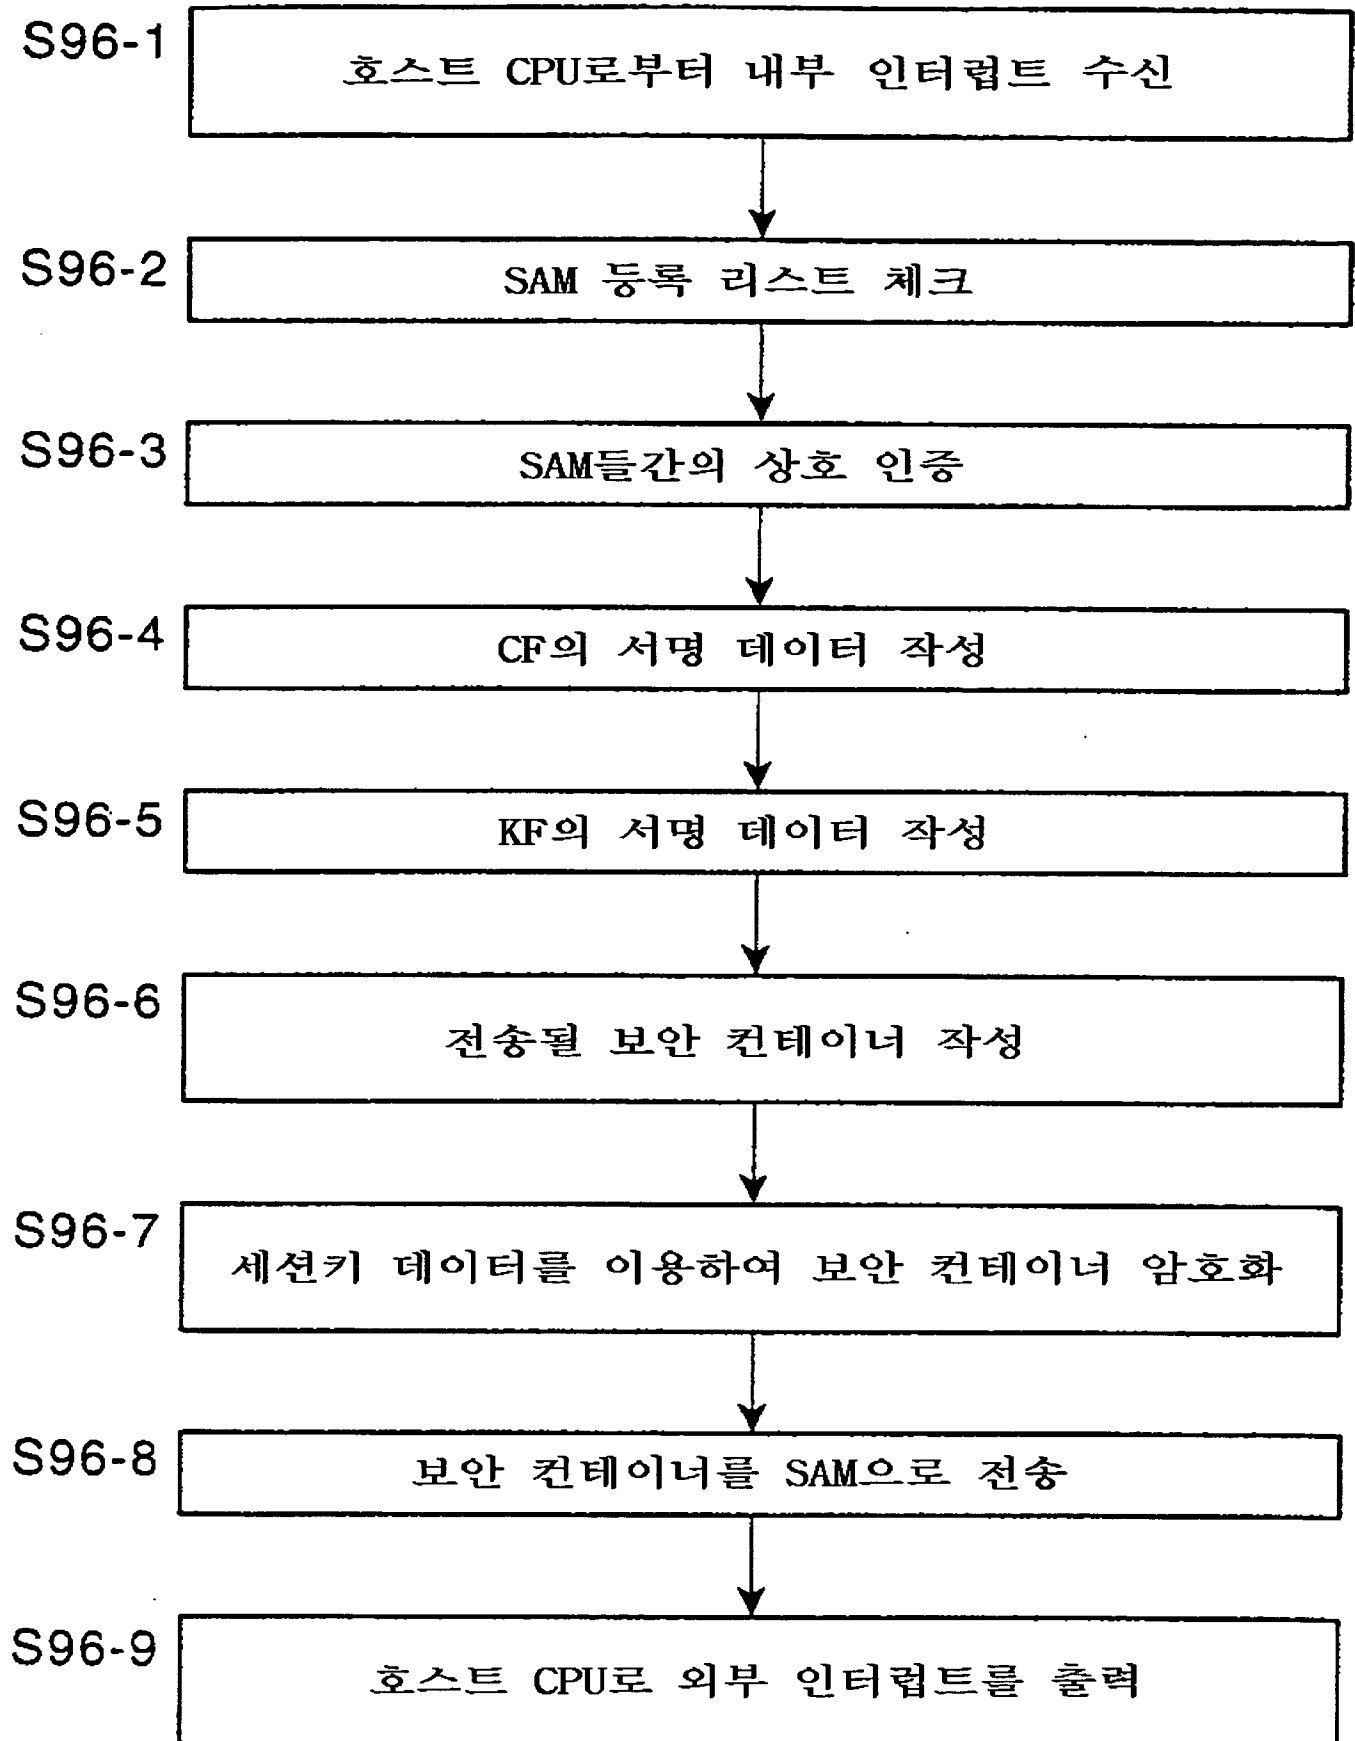 S96-1
호스트 CPU로부터 내부 인터럽트 수신
S96-2
SAM 등록 리스트 체크
S96-3
SAM들간의 상호 인증
S96-4
CF의 서명 데이터 작성
S96-5
KF의 서명 데이터 작성
S96-6
전송될 보안 컨테이너 작성
S96-7
세션키 데이터를 이용하여 보안 컨테이너 암호화
S96-8
보안 컨테이너를 SAM으로 전송
S96-9
호스트 CPU로 외부 인터럽트를 출력